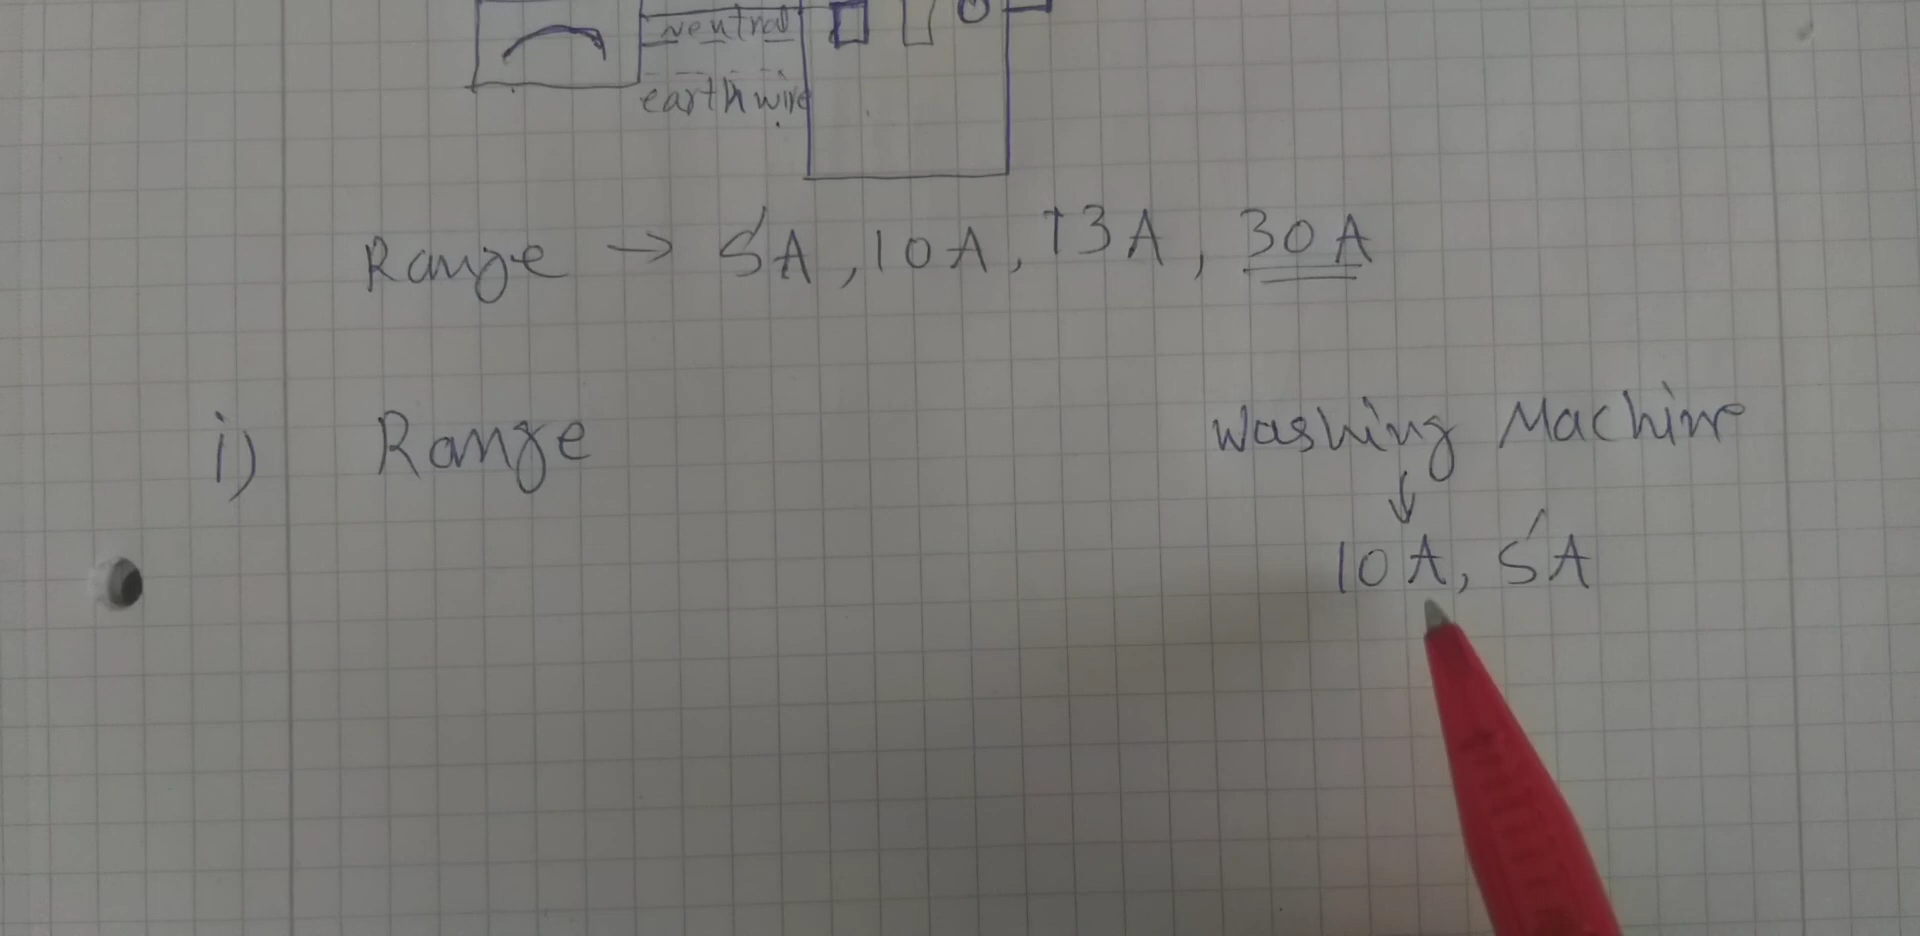 neutral
earth wire
Range → 5A, 10A, 13A, 30A
i) Range
Washing Machine
↓
10A, 5A